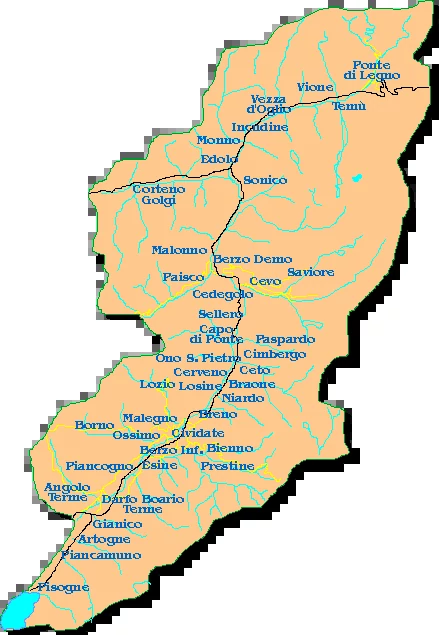 Ponte
di Legno
Vione
Temù
Vezza
d'Oglio
Incudine
Monno
Edolo
Sonico
Corteno
Golgi
Malonno
Berzo Demo
Saviore
Paisco
Cevo
Cedegolo
Sellero
Capo
di Ponte
Paspardo
Cimbergo
Ono S. Pietro
Cerveno
Ceto
Lozio
Losine
Braone
Niardo
Breno
Malegno
Borno
Ossimo
Cividate
Berzo Inf.
Bienno
Piancogno
Esine
Prestine
Angolo
Terme
Darfo Boario
Terme
Gianico
Artogne
Piancamuno
Pisogne